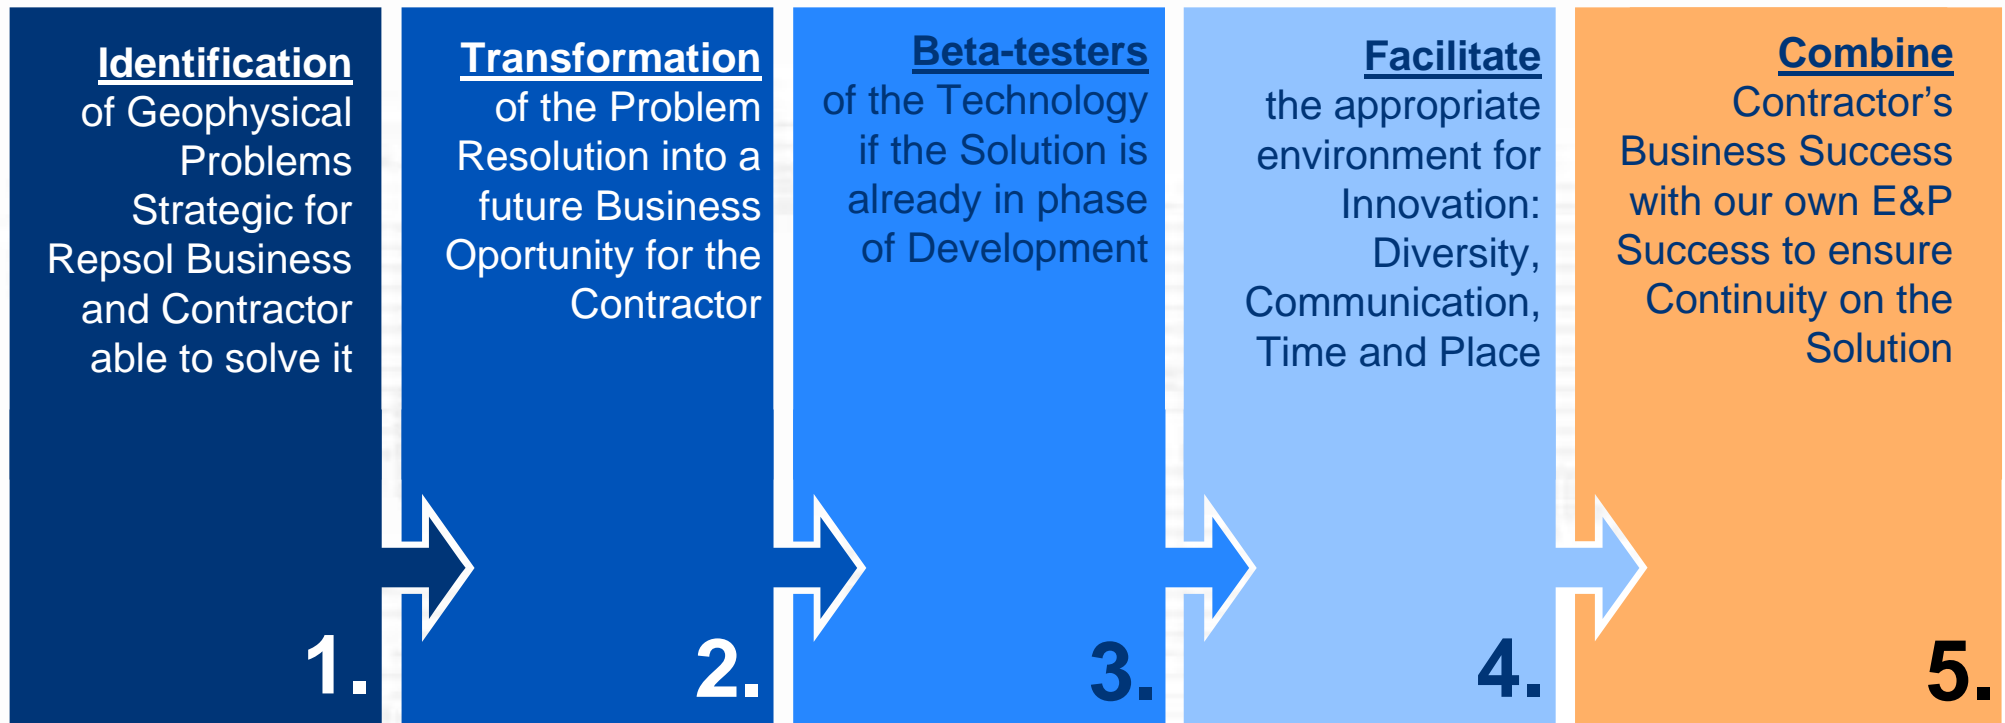 Identification
of Geophysical
Problems
Strategic for
Repsol Business
and Contractor
able to solve it
1.
Transformation
of the Problem
Resolution into a
future Business
Oportunity for the
Contractor
2.
Beta-testers
of the Technology
if the Solution is
already in phase
of Development
3.
Facilitate
the appropriate
environment for
Innovation:
Diversity,
Communication,
Time and Place
4.
Combine
Contractor’s
Business Success
with our own E&P
Success to ensure
Continuity on the
Solution
5.